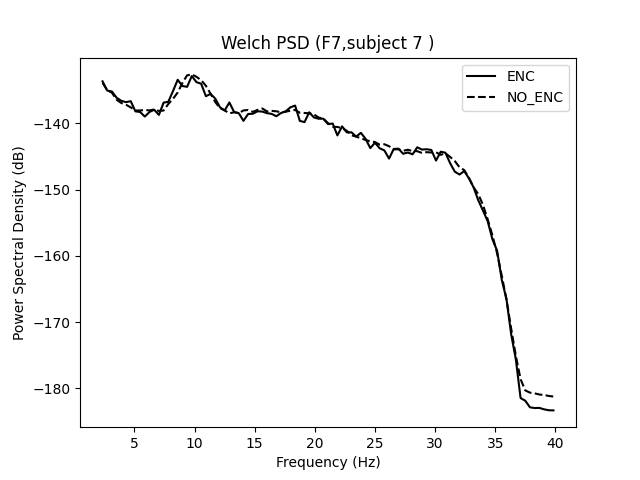 Welch PSD (F7,subject 7 )
ENC
NO_ENC
Power Spectral Density (dB)
−140
−150
−160
−170
−180
5 10 15 20 25 30 35 40
Frequency (Hz)